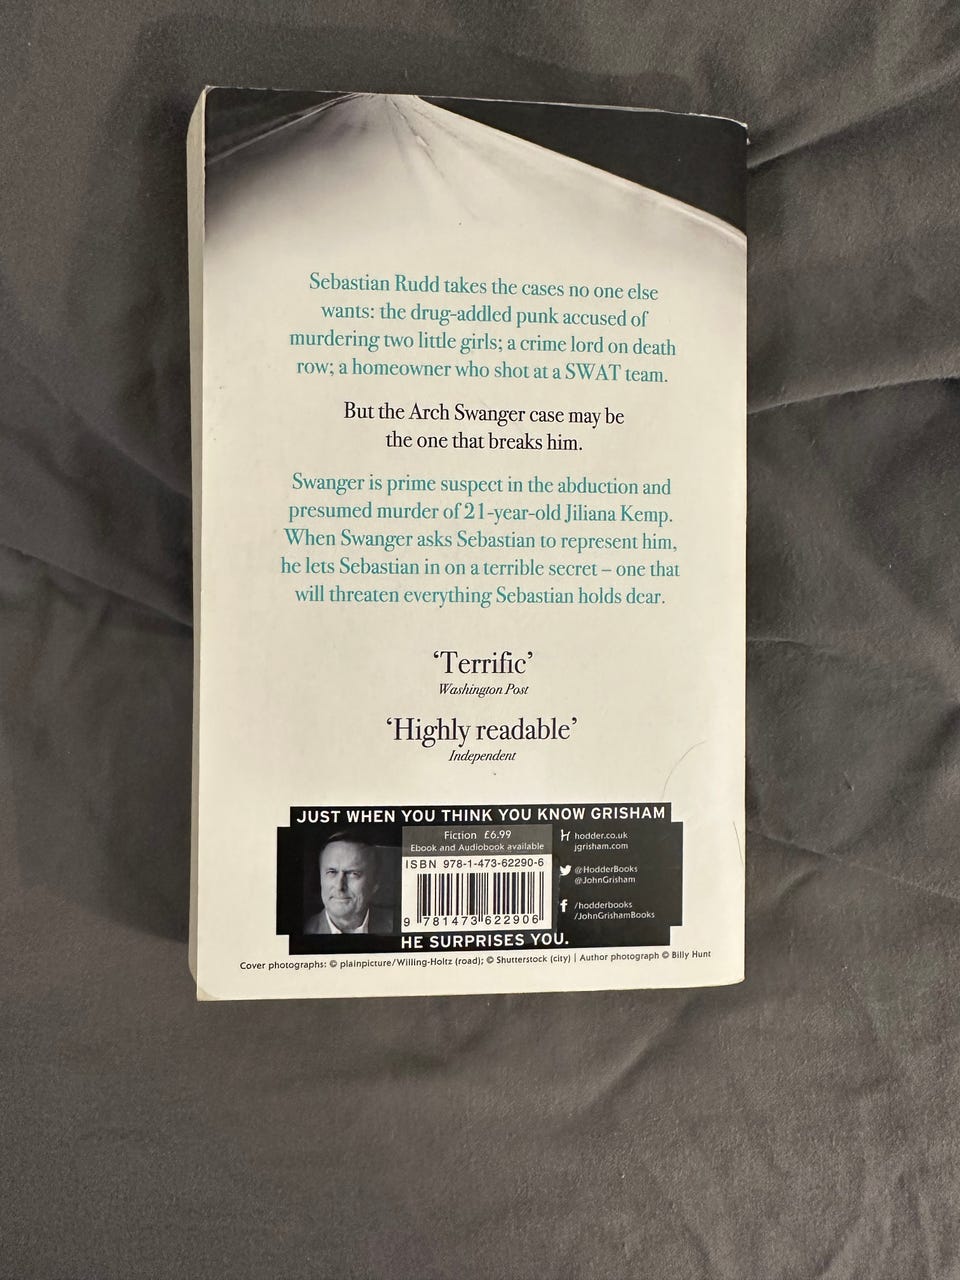 Sebastian Rudd takes the cases no one else
wants: the drug-addled punk accused of
murdering two little girls; a crime lord on death
row; a homeowner who shot at a SWAT team.
But the Arch Swanger case may be
the one that breaks him.
Swanger is prime suspect in the abduction and
presumed murder of 21-year-old Jiliana Kemp.
When Swanger asks Sebastian to represent him,
he lets Sebastian in on a terrible secret – one that
will threaten everything Sebastian holds dear.
‘Terrific’
Washington Post
‘Highly readable’
Independent
JUST WHEN YOU THINK YOU KNOW GRISHAM
Fiction £6.99
Ebook and Audiobook available
ISBN 978-1-473-62290-6
9 781473 622906
hodder.co.uk
jgrisham.com
@HodderBooks
@JohnGrisham
/hodderbooks
/JohnGrishamBooks
HE SURPRISES YOU.
Cover photographs: © plainpicture/Willing-Holtz (road); © Shutterstock (city) | Author photograph © Billy Hunt